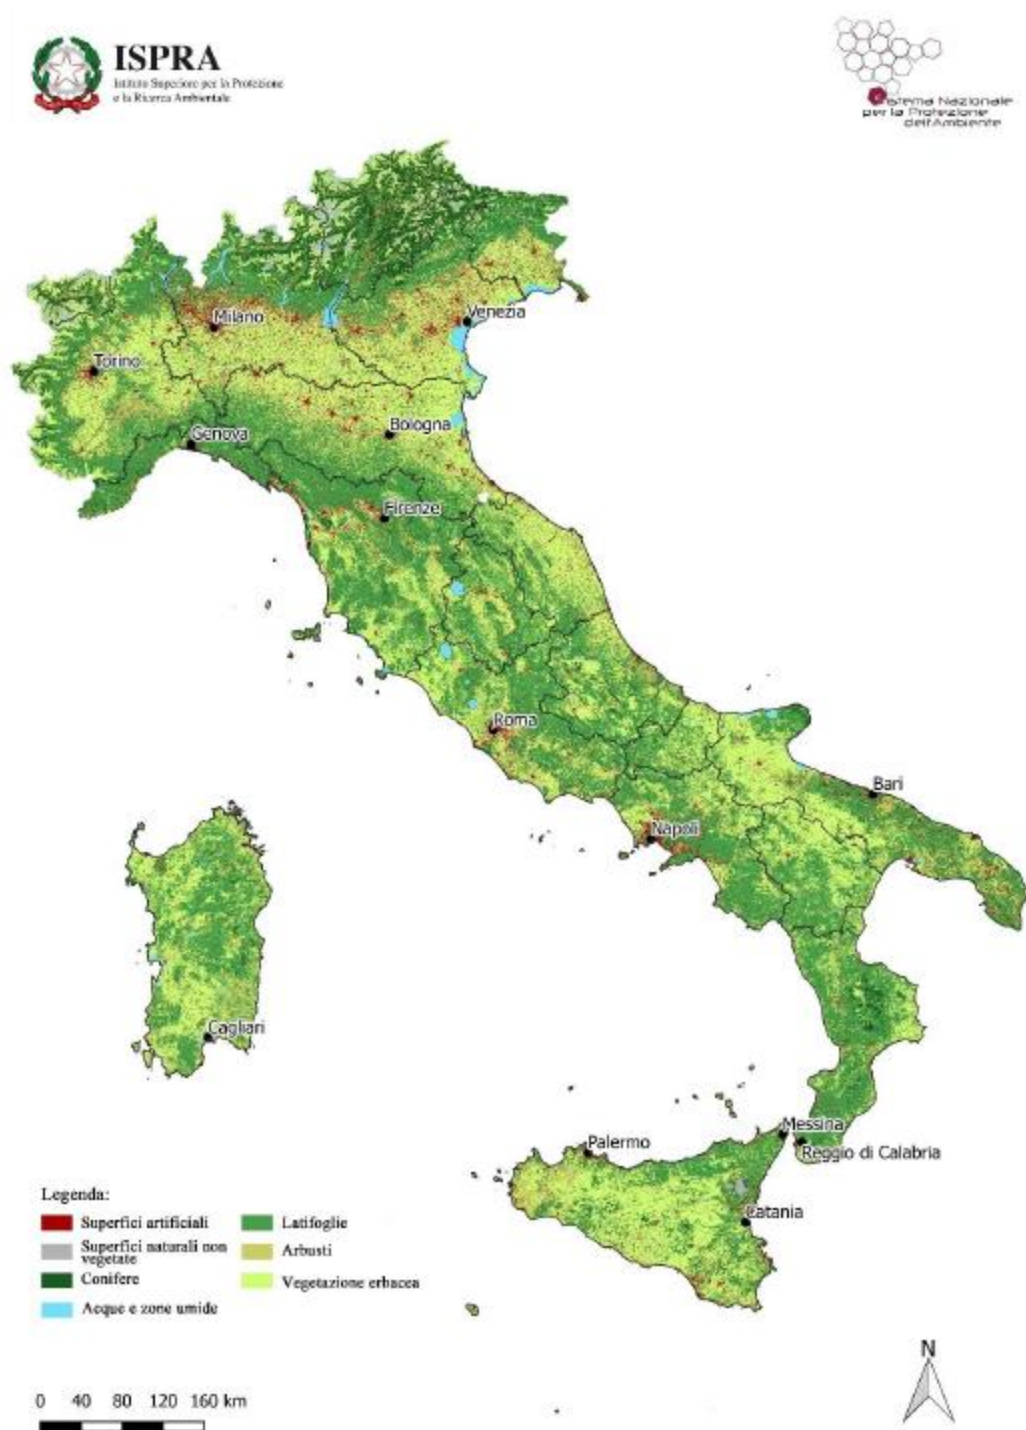 ISPRA
Istituto Superiore per la Protezione
e la Ricerca Ambientale
Sistema Nazionale
per la Protezione
dell'Ambiente
Milano
Venezia
Torino
Bologna
Genova
Firenze
Roma
Bari
Napoli
Cagliari
Messina
Palermo
Reggio di Calabria
Catania
Legenda:
Superfici artificiali
Latifoglie
Superfici naturali non
vegetate
Arbusti
Conifere
Vegetazione erbacea
Acque e zone umide
N
0 40 80 120 160 km